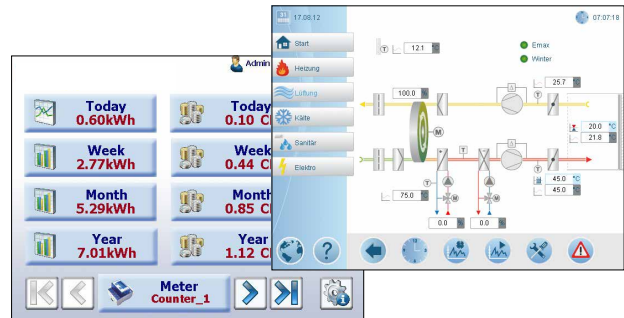 17.08.12
07:07:18
Start
Heizung
Lüftung
Kälte
Sanitär
Elektro
T
12.1
Emax
Winter
100.0
25.7
T
M
20.0 °C
21.8
T
T
T
45.0 °C
45.0
75.0
M
M
0.0
0.0
?
Admin
Today
0.60kWh
Today
0.10
Week
2.77kWh
Week
0.44
Month
5.29kWh
Month
0.85
Year
7.01kWh
Year
1.12
Meter
Counter_1